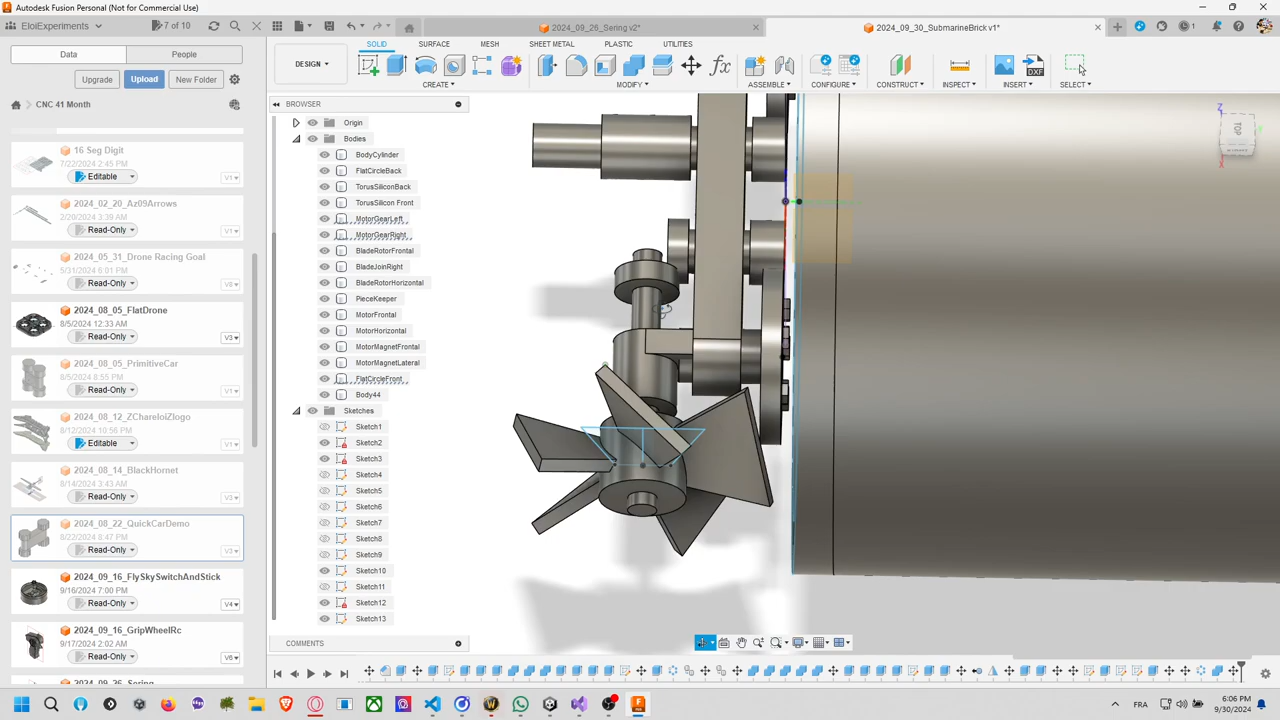 Autodesk Fusion Personal (Not for Commercial Use)
EloiExperiments
7 of 10
2024_09_26_Sering v2*
2024_09_30_SubmarineBrick v1*
1
Data
People
Upgrade
Upload
New Folder
CNC 41 Month
16 Seg Digit
7/22/2024 2:45 PM
Editable
V1
2024_02_20_Az09Arrows
2/20/2024 3:39 AM
Read-Only
V1
2024_05_31_Drone Racing Goal
5/31/2024 6:01 PM
Read-Only
V1
2024_08_05_FlatDrone
8/5/2024 12:33 AM
Read-Only
V3
2024_08_05_PrimitiveCar
8/5/2024 8:55 PM
Read-Only
V1
2024_08_12_ZChareloiZlogo
8/12/2024 10:56 PM
Editable
V1
2024_08_14_BlackHornet
8/14/2024 3:43 AM
Read-Only
V3
2024_08_22_QuickCarDemo
8/22/2024 8:47 PM
Read-Only
V3
2024_09_16_FlySkySwitchAndStick
9/16/2024 7:00 PM
Read-Only
V4
2024_09_16_GripWheelRc
9/17/2024 2:02 AM
Read-Only
V6
2024_09_26_Sering
SOLID
SURFACE
MESH
SHEET METAL
PLASTIC
UTILITIES
DESIGN
CREATE
MODIFY
ASSEMBLE
CONFIGURE
CONSTRUCT
INSPECT
INSERT
SELECT
DXF
BROWSER
Origin
Bodies
BodyCylinder
FlatCircleBack
TorusSiliconBack
TorusSilicon Front
MotorGearLeft
MotorGearRight
BladeRotorFrontal
BladeJoinRight
BladeRotorHorizontal
PieceKeeper
MotorFrontal
MotorHorizontal
MotorMagnetFrontal
MotorMagnetLateral
FlatCircleFront
Body44
Sketches
Sketch1
Sketch2
Sketch3
Sketch4
Sketch5
Sketch6
Sketch7
Sketch8
Sketch9
Sketch10
Sketch11
Sketch12
Sketch13
COMMENTS
Z
TOP
X
FRA
6:06 PM
9/30/2024